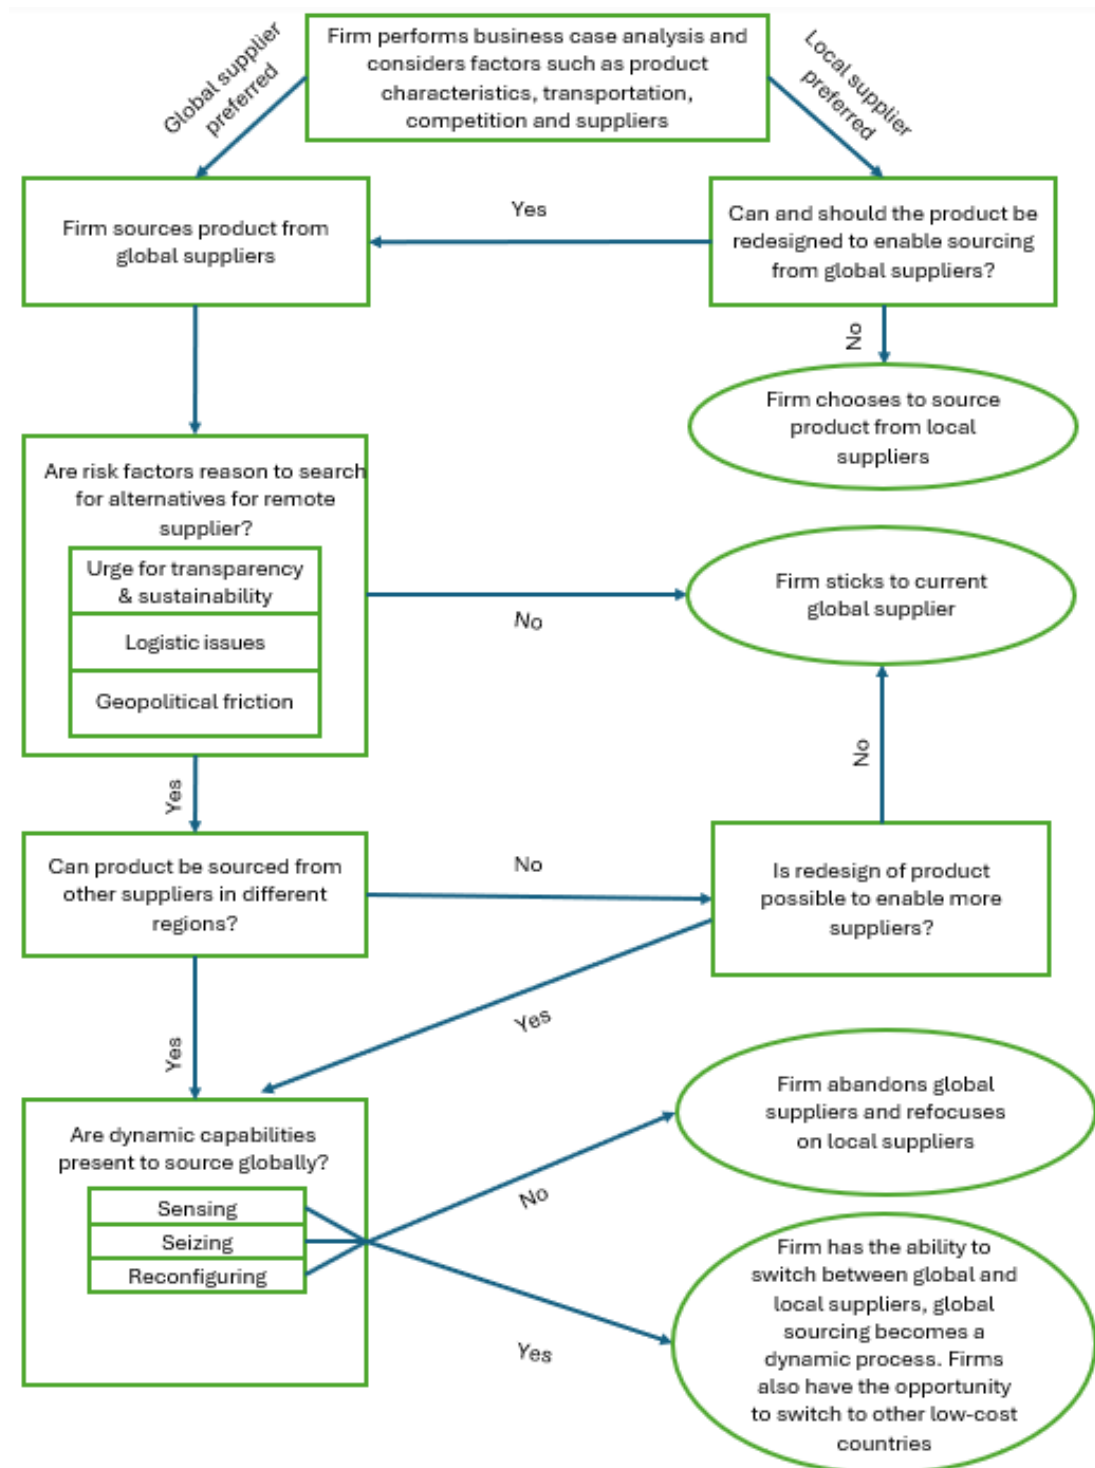 Firm performs business case analysis and
considers factors such as product
characteristics, transportation,
competition and suppliers
Global supplier
preferred
Local supplier
preferred
Firm sources product from
global suppliers
Yes
Can and should the product be
redesigned to enable sourcing
from global suppliers?
No
Firm chooses to source
product from local
suppliers
Are risk factors reason to search
for alternatives for remote
supplier?
Urge for transparency
& sustainability
Logistic issues
Geopolitical friction
No
Firm sticks to current
global supplier
Yes
No
Can product be sourced from
other suppliers in different
regions?
No
Is redesign of product
possible to enable more
suppliers?
Yes
Yes
Are dynamic capabilities
present to source globally?
Sensing
Seizing
Reconfiguring
No
Firm abandons global
suppliers and refocuses
on local suppliers
Yes
Firm has the ability to
switch between global and
local suppliers, global
sourcing becomes a
dynamic process. Firms
also have the opportunity
to switch to other low-cost
countries